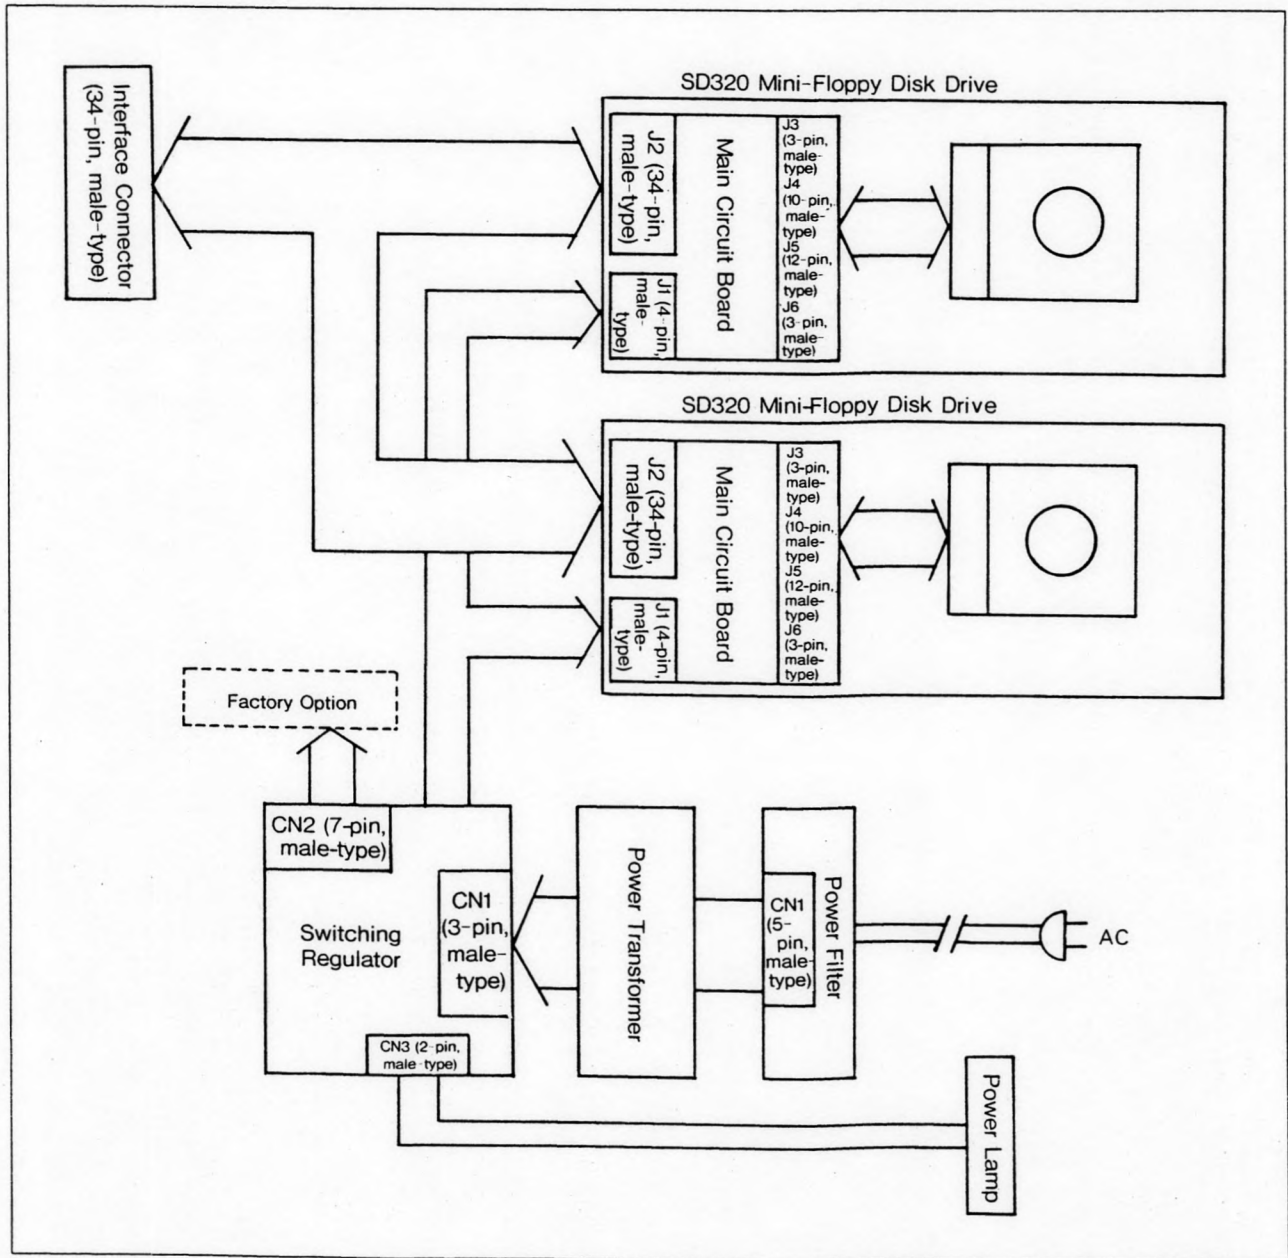 Interface Connector
(34-pin, male-type)
SD320 Mini-Floppy Disk Drive
J2 (34-pin,
male-type)
J1 (4-pin,
male-
type)
Main Circuit Board
J3
(3-pin,
male-
type)
J4
(10-pin,
male-
type)
J5
(12-pin,
male-
type)
J6
(3-pin,
male-
type)
SD320 Mini-Floppy Disk Drive
J2 (34-pin,
male-type)
J1 (4-pin,
male-
type)
Main Circuit Board
J3
(3-pin,
male-
type)
J4
(10-pin,
male-
type)
J5
(12-pin,
male-
type)
J6
(3-pin,
male-
type)
Factory Option
CN2 (7-pin,
male-type)
Switching
Regulator
CN1
(3-pin,
male-
type)
CN3 (2-pin,
male-type)
Power Transformer
CN1
(5-
pin,
male-
type)
Power Filter
AC
Power Lamp